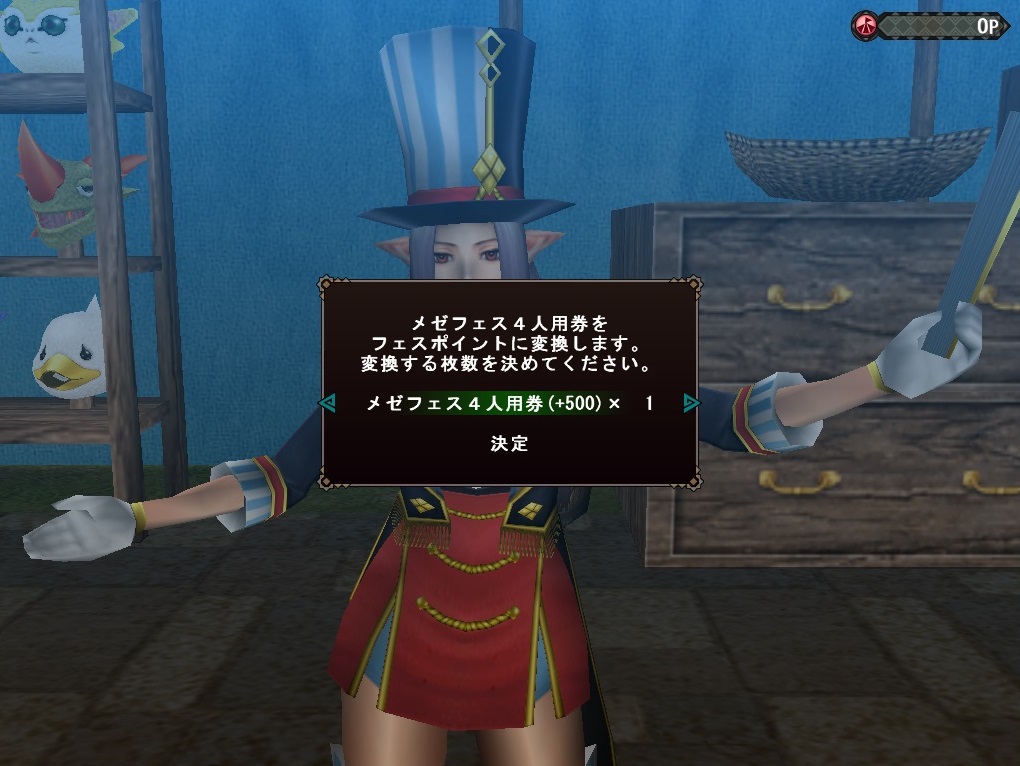 0P
メゼフェス４人用券を
フェスポイントに変換します。
変換する枚数を決めてください。
メゼフェス４人用券(+500)× 1
決定